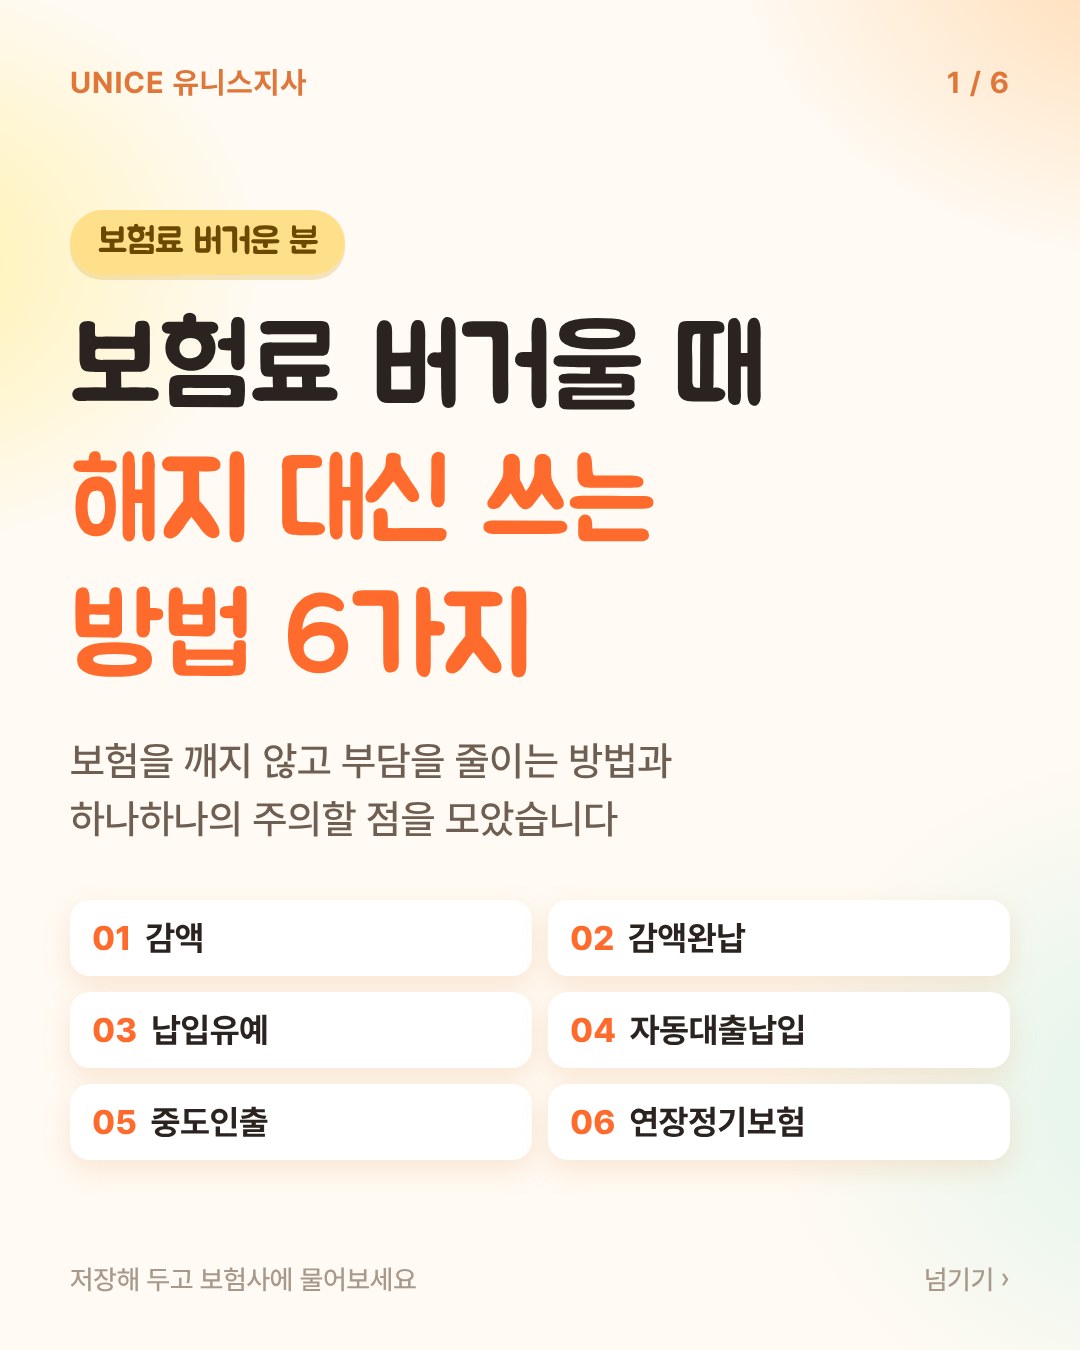 UNICE 유니스지사
1 / 6
보험료 버거운 분
보험료 버거울 때
해지 대신 쓰는
방법 6가지
보험을 깨지 않고 부담을 줄이는 방법과
하나하나의 주의할 점을 모았습니다
01 감액
02 감액완납
03 납입유예
04 자동대출납입
05 중도인출
06 연장정기보험
저장해 두고 보험사에 물어보세요
넘기기 ›